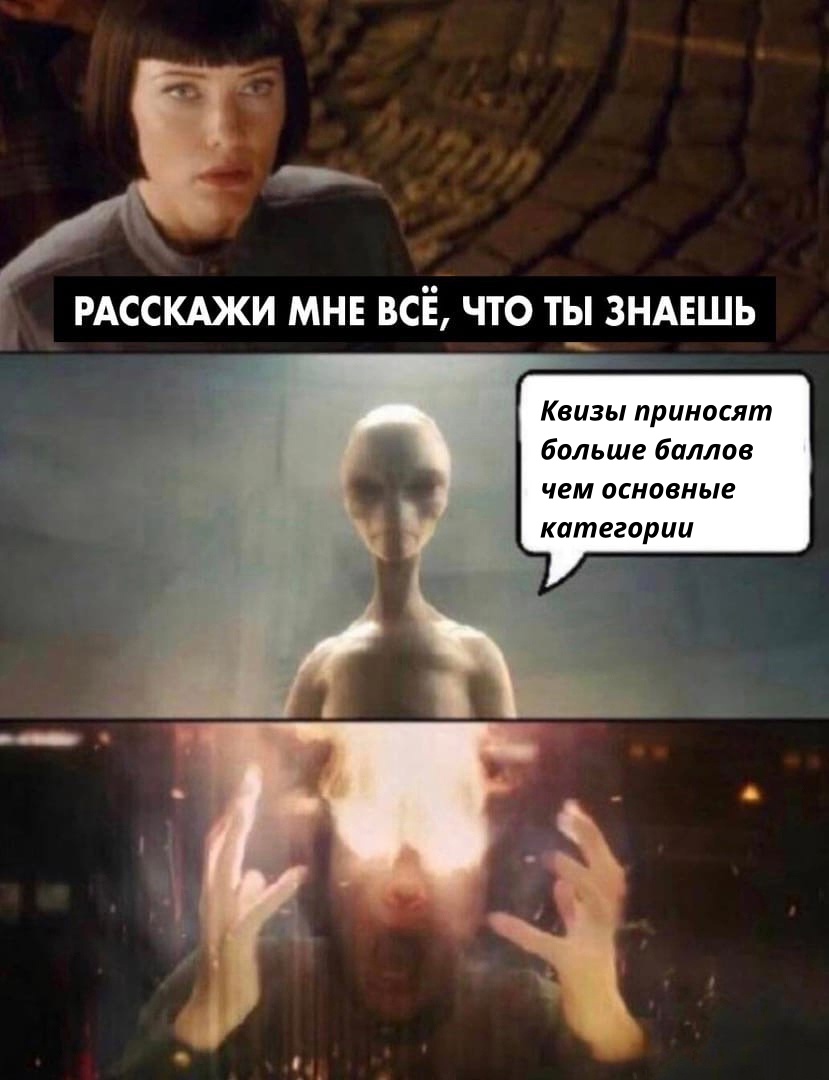 РАССКАЖИ МНЕ ВСЁ, ЧТО ТЫ ЗНАЕШЬ
Квизы приносят
больше баллов
чем основные
категории